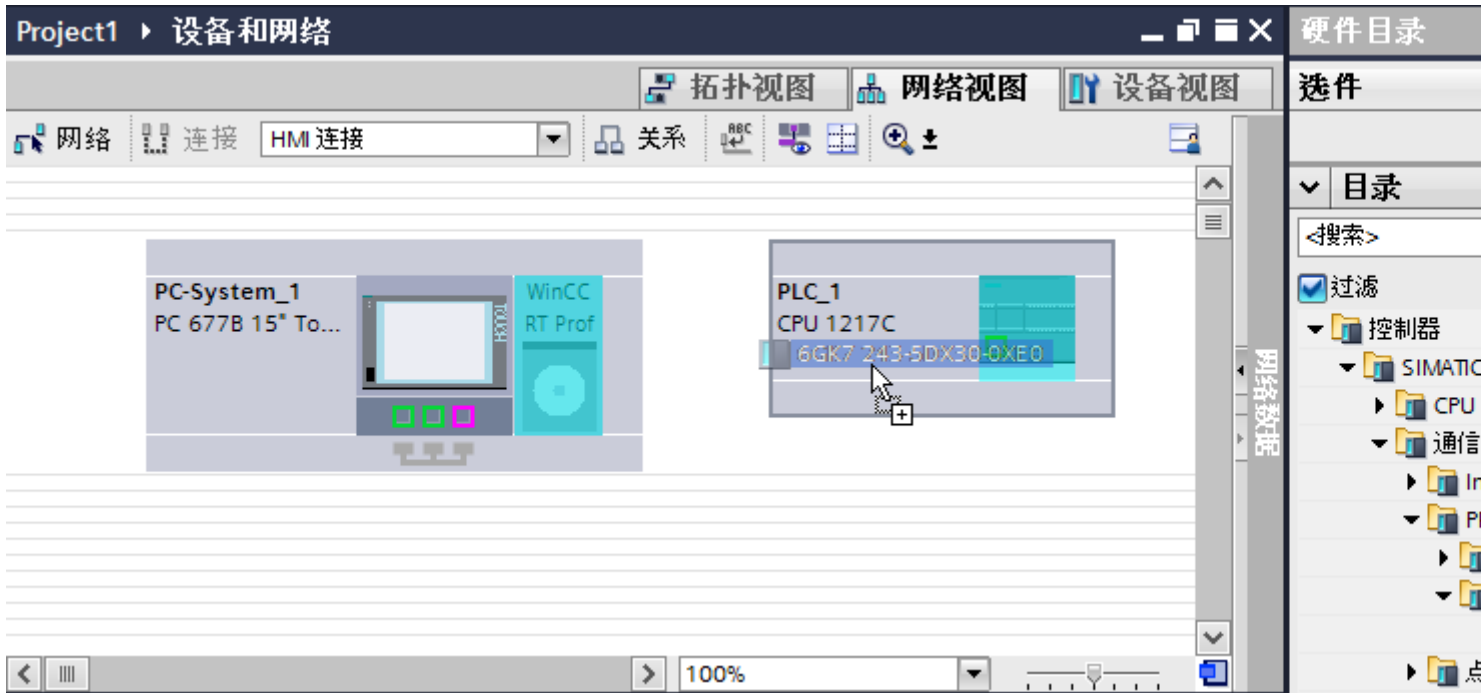 Project1 ▸ 设备和网络
硬件目录
拓扑视图 网络视图 设备视图
选件
网络 连接 HMI 连接 关系
目录
<搜索>
过滤
PC-System_1
PC 677B 15" To...
WinCC
RT Prof
TOUCH
PLC_1
CPU 1217C
6GK7 243-5DX30-0XE0
网络数据
控制器
SIMATIC
CPU
通信
In
点
100%